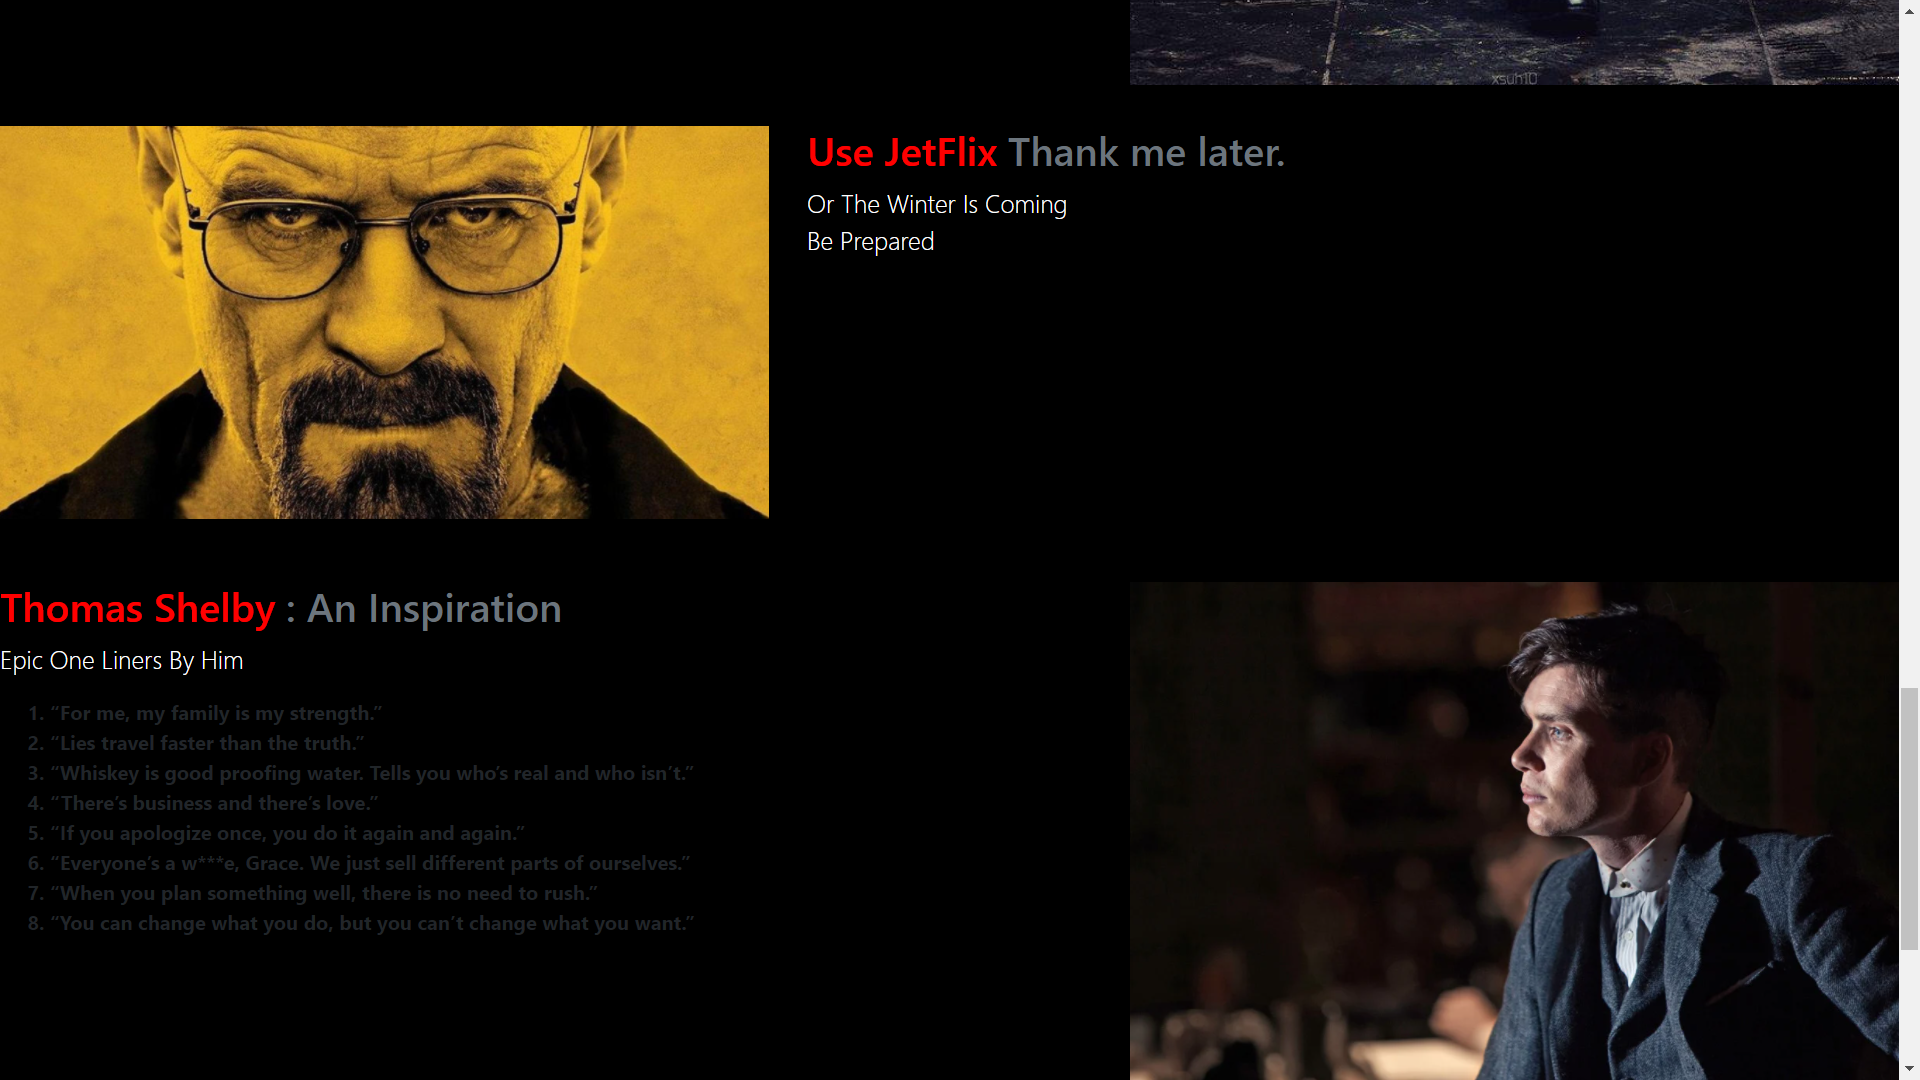 xsuh10
Use JetFlix Thank me later.
Or The Winter Is Coming
Be Prepared
Thomas Shelby : An Inspiration
Epic One Liners By Him
1. “For me, my family is my strength.”
2. “Lies travel faster than the truth.”
3. “Whiskey is good proofing water. Tells you who’s real and who isn’t.”
4. “There’s business and there’s love.”
5. “If you apologize once, you do it again and again.”
6. “Everyone’s a w***e, Grace. We just sell different parts of ourselves.”
7. “When you plan something well, there is no need to rush.”
8. “You can change what you do, but you can’t change what you want.”